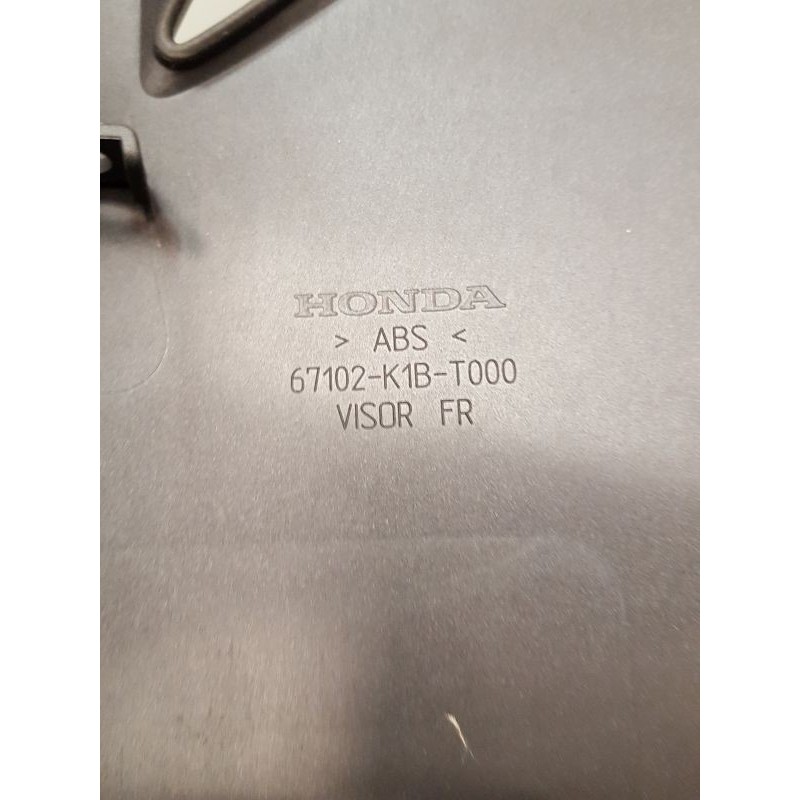 HONDA
> ABS <
67102-K1B-T000
VISOR FR